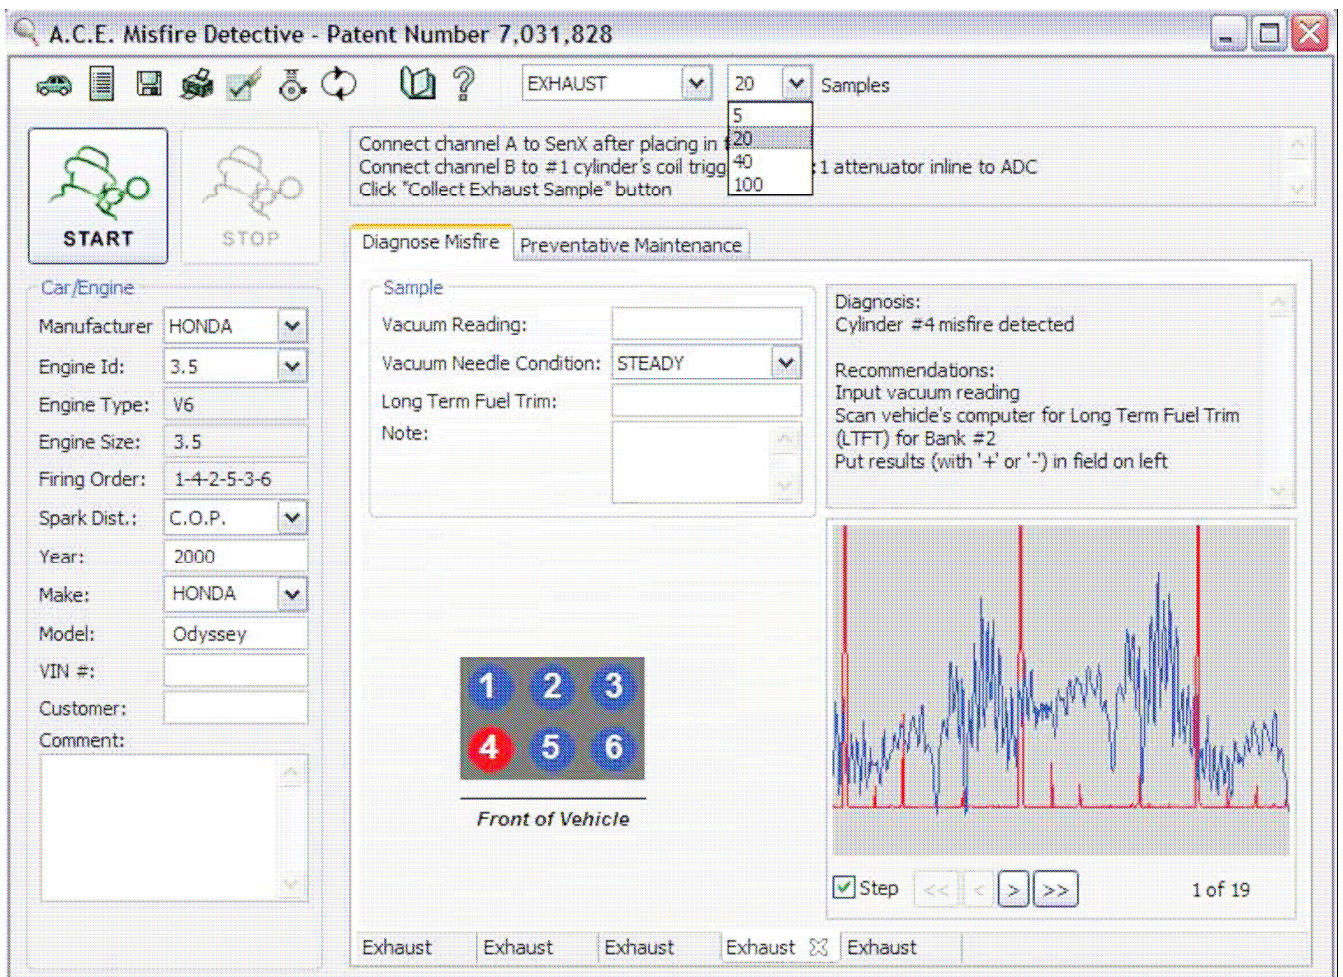 A.C.E. Misfire Detective - Patent Number 7,031,828
EXHAUST
20
Samples
5
20
40
100
START
STOP
Connect channel A to SenX after placing in
Connect channel B to #1 cylinder's coil trigg :1 attenuator inline to ADC
Click "Collect Exhaust Sample" button
Diagnose Misfire
Preventative Maintenance
Car/Engine
Manufacturer HONDA
Engine Id: 3.5
Engine Type: V6
Engine Size: 3.5
Firing Order: 1-4-2-5-3-6
Spark Dist.: C.O.P.
Year: 2000
Make: HONDA
Model: Odyssey
VIN #:
Customer:
Comment:
Sample
Vacuum Reading:
Vacuum Needle Condition: STEADY
Long Term Fuel Trim:
Note:
Diagnosis:
Cylinder #4 misfire detected
Recommendations:
Input vacuum reading
Scan vehicle's computer for Long Term Fuel Trim
(LTFT) for Bank #2
Put results (with '+' or '-') in field on left
1 2 3
4 5 6
Front of Vehicle
Step << < > >> 1 of 19
Exhaust Exhaust Exhaust Exhaust Exhaust